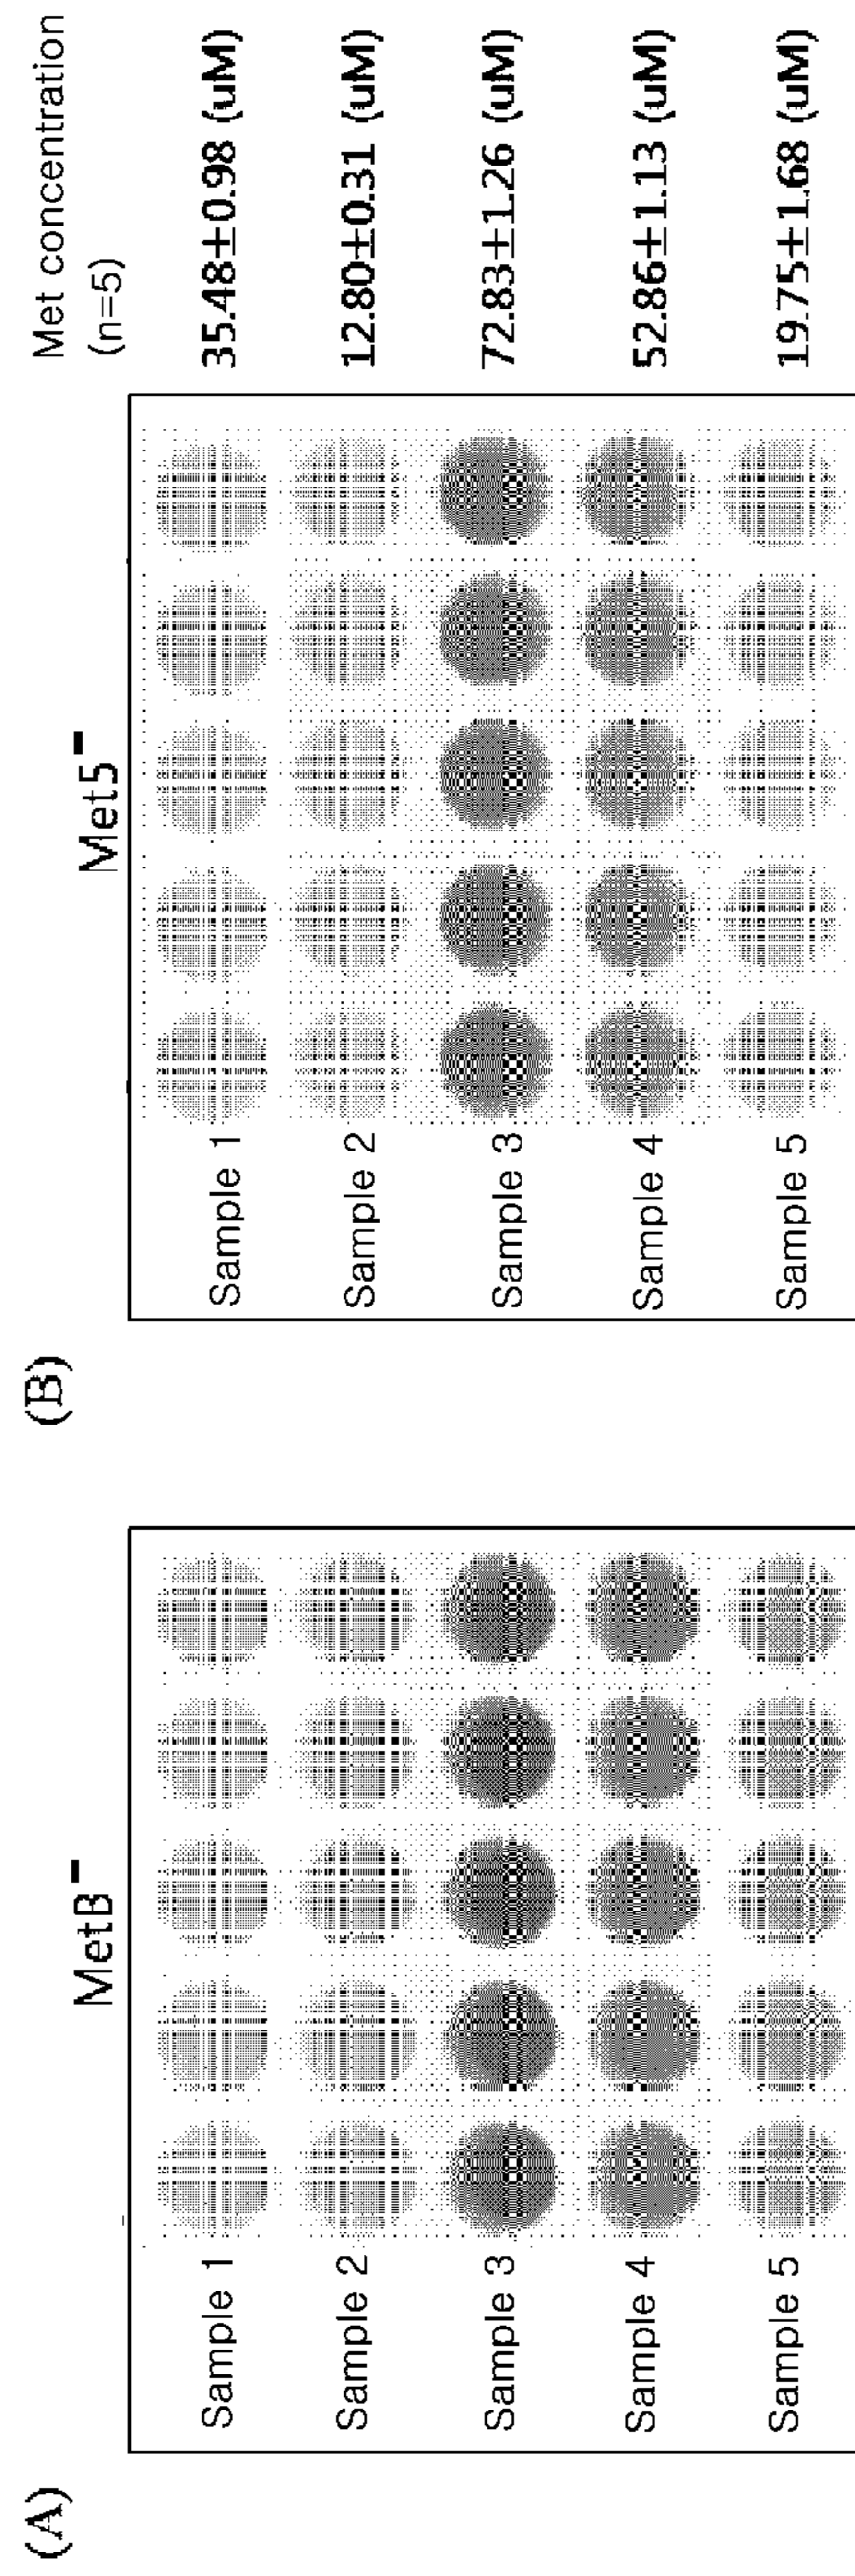 (A)
MetB⁻
Sample 1
Sample 2
Sample 3
Sample 4
Sample 5
(B)
Met5⁻
Met concentration
(n=5)
Sample 1 35.48±0.98 (uM)
Sample 2 12.80±0.31 (uM)
Sample 3 72.83±1.26 (uM)
Sample 4 52.86±1.13 (uM)
Sample 5 19.75±1.68 (uM)